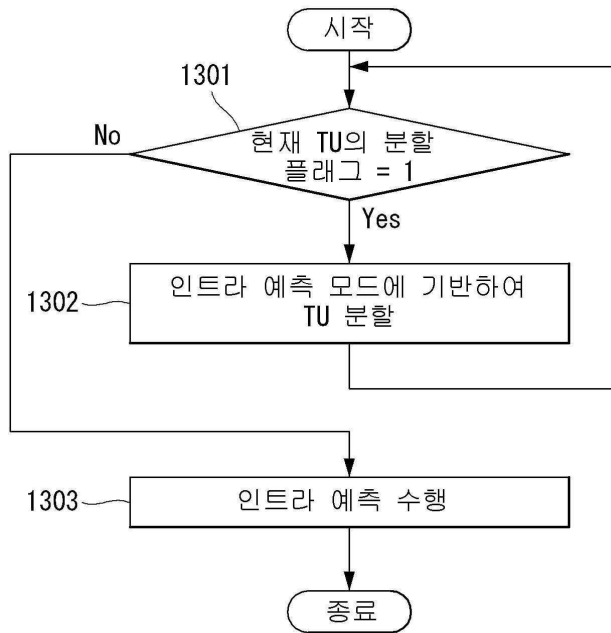 시작
1301
No
현재 TU의 분할
플래그 = 1
Yes
인트라 예측 모드에 기반하여
TU 분할
1302
1303
인트라 예측 수행
종료